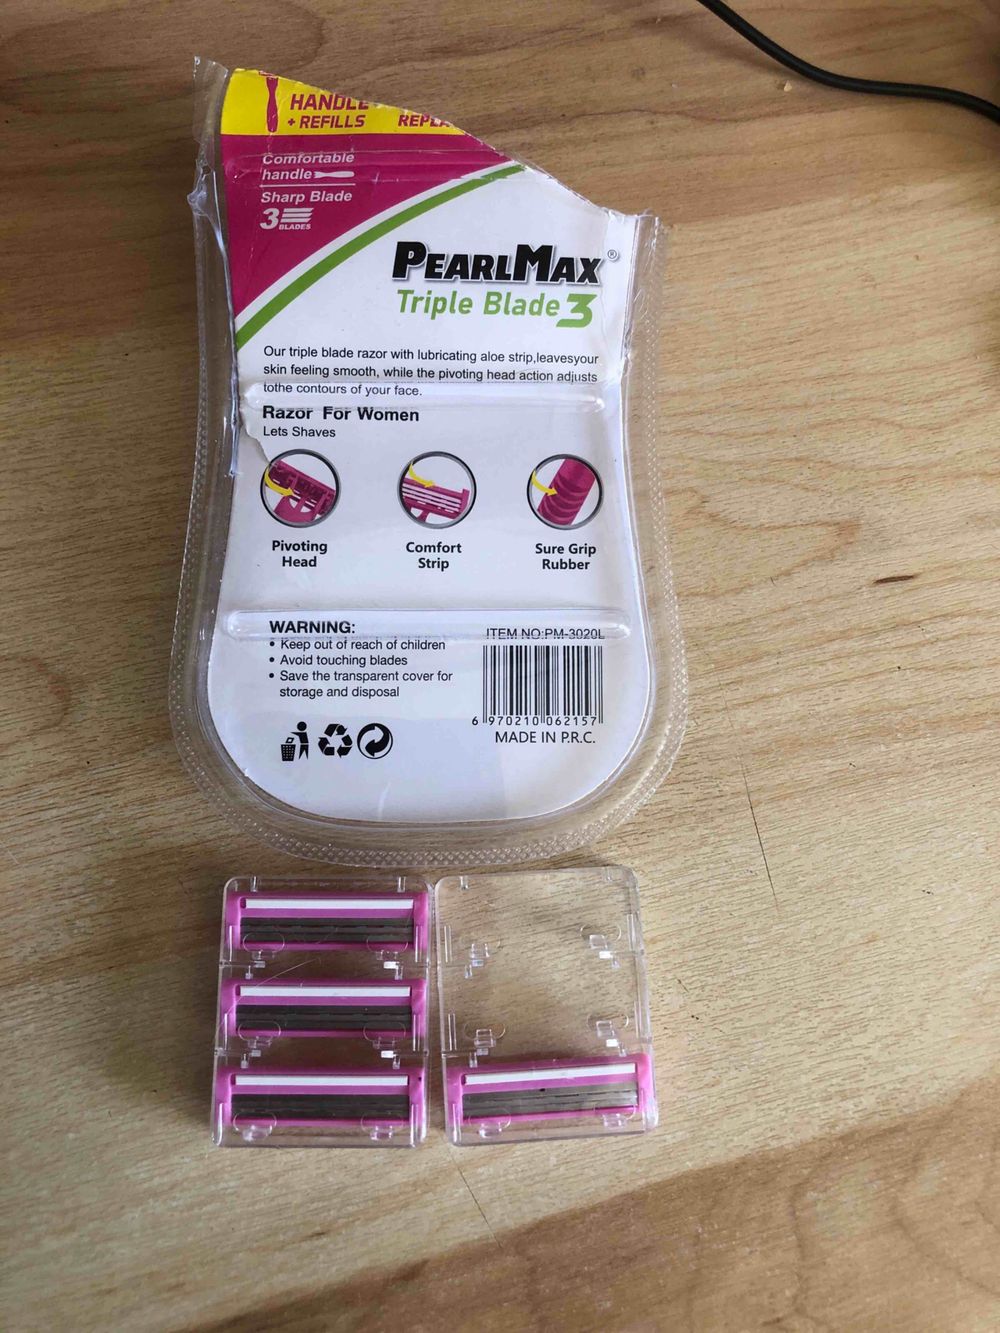 HANDLE
+ REFILLS
Comfortable
handle
Sharp Blade
3
BLADES
PEARLMAX®
Triple Blade 3
Our triple blade razor with lubricating aloe strip,leavesyour
skin feeling smooth, while the pivoting head action adjusts
tothe contours of your face.
Razor For Women
Lets Shaves
Pivoting
Head
Comfort
Strip
Sure Grip
Rubber
WARNING:
• Keep out of reach of children
• Avoid touching blades
• Save the transparent cover for
storage and disposal
ITEM NO:PM-3020L
6 970210 062157
MADE IN P.R.C.